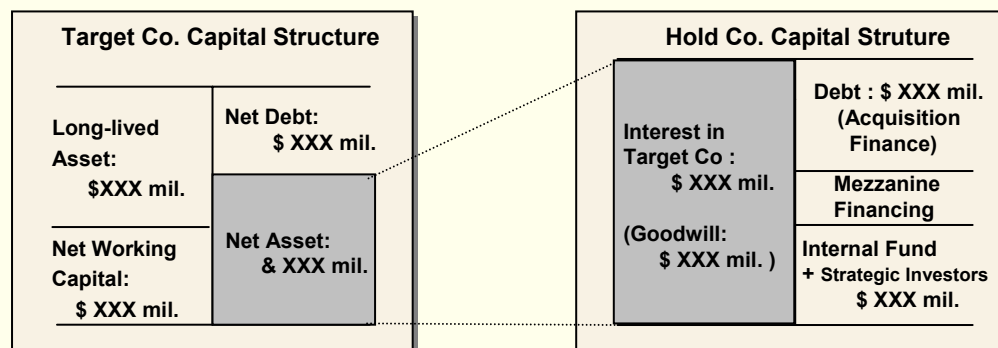 Target Co. Capital Structure
Long-lived
Asset:
$XXX mil.
Net Working
Capital:
$ XXX mil.
Net Debt:
$ XXX mil.
Net Asset:
& XXX mil.
Hold Co. Capital Struture
Interest in
Target Co :
$ XXX mil.
(Goodwill:
$ XXX mil. )
Debt : $ XXX mil.
(Acquisition
Finance)
Mezzanine
Financing
Internal Fund
+ Strategic Investors
$ XXX mil.